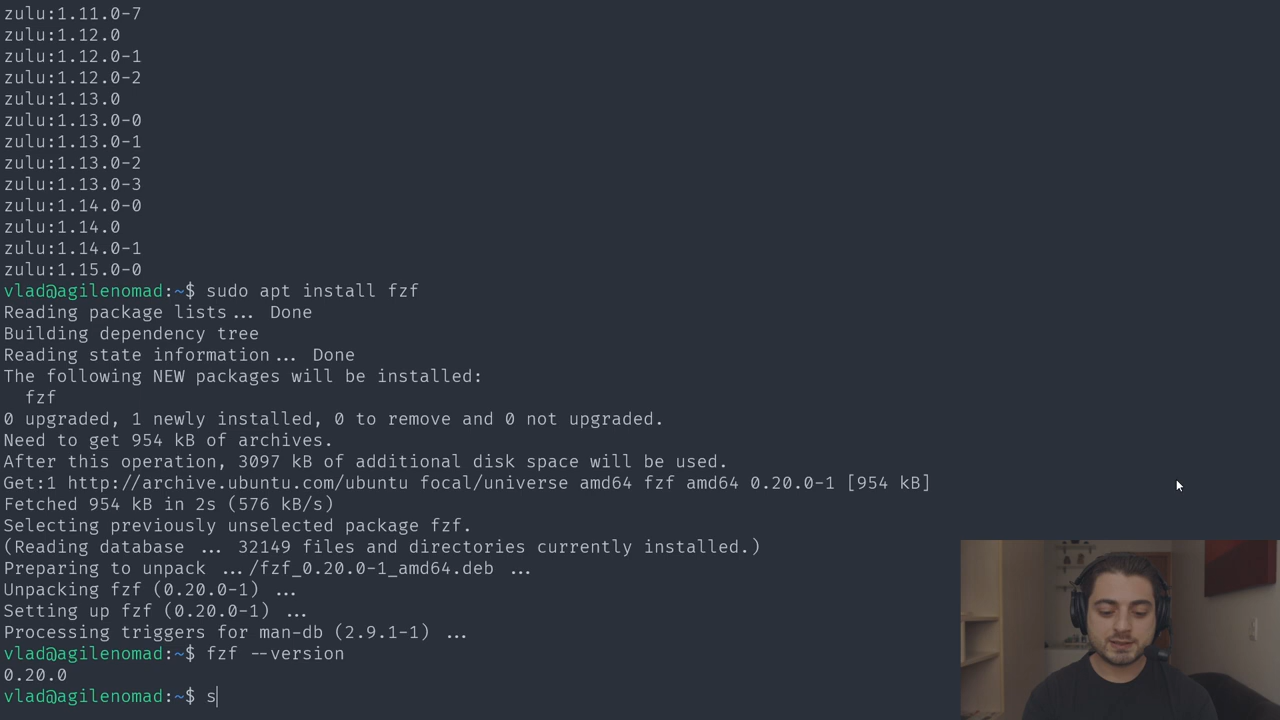 zulu:1.11.0-7
zulu:1.12.0
zulu:1.12.0-1
zulu:1.12.0-2
zulu:1.13.0
zulu:1.13.0-0
zulu:1.13.0-1
zulu:1.13.0-2
zulu:1.13.0-3
zulu:1.14.0-0
zulu:1.14.0
zulu:1.14.0-1
zulu:1.15.0-0
vlad@agilenomad:~$ sudo apt install fzf
Reading package lists... Done
Building dependency tree
Reading state information... Done
The following NEW packages will be installed:
  fzf
0 upgraded, 1 newly installed, 0 to remove and 0 not upgraded.
Need to get 954 kB of archives.
After this operation, 3097 kB of additional disk space will be used.
Get:1 http://archive.ubuntu.com/ubuntu focal/universe amd64 fzf amd64 0.20.0-1 [954 kB]
Fetched 954 kB in 2s (576 kB/s)
Selecting previously unselected package fzf.
(Reading database ... 32149 files and directories currently installed.)
Preparing to unpack .../fzf_0.20.0-1_amd64.deb ...
Unpacking fzf (0.20.0-1) ...
Setting up fzf (0.20.0-1) ...
Processing triggers for man-db (2.9.1-1) ...
vlad@agilenomad:~$ fzf --version
0.20.0
vlad@agilenomad:~$ s